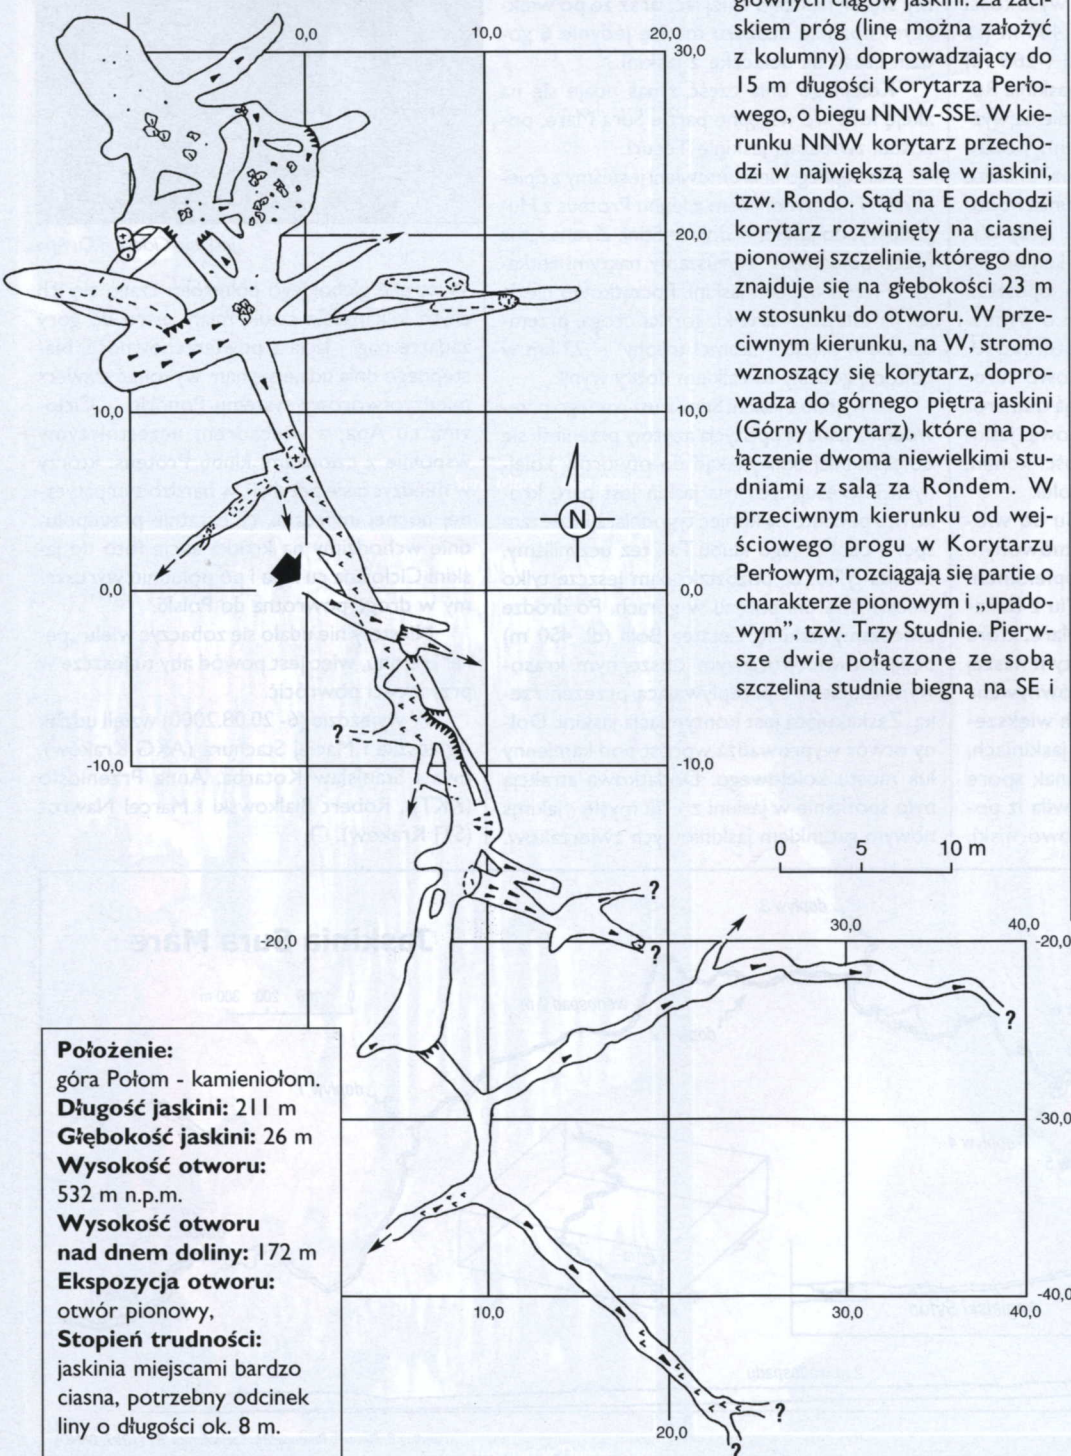 głównych ciągów jaskini. Za zaci-
skiem próg (linę można założyć
z kolumny) doprowadzający do
15 m długości Korytarza Perło-
wego, o biegu NNW-SSE. W kie-
runku NNW korytarz przecho-
dzi w największą salę w jaskini,
tzw. Rondo. Stąd na E odchodzi
korytarz rozwinięty na ciasnej
pionowej szczelinie, którego dno
znajduje się na głębokości 23 m
w stosunku do otworu. W prze-
ciwnym kierunku, na W, stromo
wznoszący się korytarz, dopro-
wadza do górnego piętra jaskini
(Górny Korytarz), które ma po-
łączenie dwoma niewielkimi stu-
dniami z salą za Rondem. W
przeciwnym kierunku od wej-
ściowego progu w Korytarzu
Perłowym, rozciągają się partie o
charakterze pionowym i „upado-
wym”, tzw. Trzy Studnie. Pierw-
sze dwie, połączone ze sobą
szczeliną studnie biegną na SE i
0,0
10,0
20,0
30,0
20,0
10,0
10,0
N
0,0
0,0
?
-10,0
-10,0
0 5 10 m
?
?
-20,0
30,0
40,0
-20,0
?
-30,0
10,0
30,0
-40,0
40,0
?
20,0
?
Położenie:
góra Połom - kamieniołom.
Długość jaskini: 211 m
Głębokość jaskini: 26 m
Wysokość otworu:
532 m n.p.m.
Wysokość otworu
nad dnem doliny: 172 m
Ekspozycja otworu:
otwór pionowy,
Stopień trudności:
jaskinia miejscami bardzo
ciasna, potrzebny odcinek
liny o długości ok. 8 m.